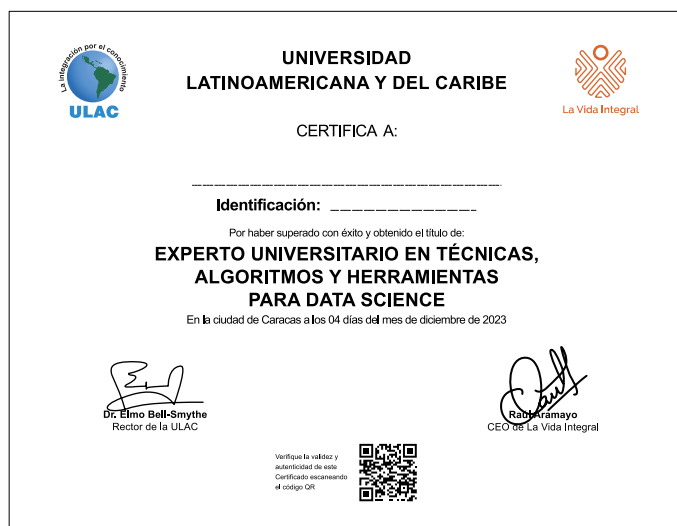 La integración por el conocimiento
ULAC
UNIVERSIDAD
LATINOAMERICANA Y DEL CARIBE
La Vida Integral
CERTIFICA A:
Identificación:
Por haber superado con éxito y obtenido el título de:
EXPERTO UNIVERSITARIO EN TÉCNICAS,
ALGORITMOS Y HERRAMIENTAS
PARA DATA SCIENCE
En la ciudad de Caracas a los 04 días del mes de diciembre de 2023
Dr. Elmo Bell-Smythe
Rector de la ULAC
Raúl Aramayo
CEO de La Vida Integral
Verifique la validez y
autenticidad de este
Certificado escaneando
el código QR